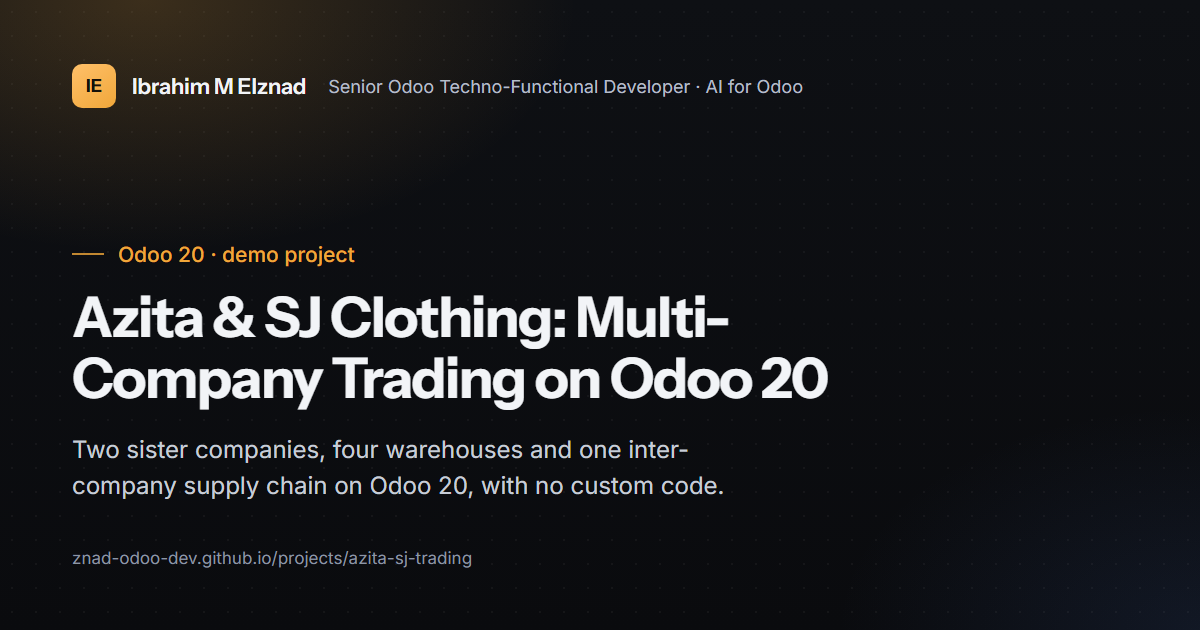 IE
Ibrahim M Elznad
Senior Odoo Techno-Functional Developer · AI for Odoo
Odoo 20 · demo project
Azita & SJ Clothing: Multi-
Company Trading on Odoo 20
Two sister companies, four warehouses and one inter-
company supply chain on Odoo 20, with no custom code.
znad-odoo-dev.github.io/projects/azita-sj-trading